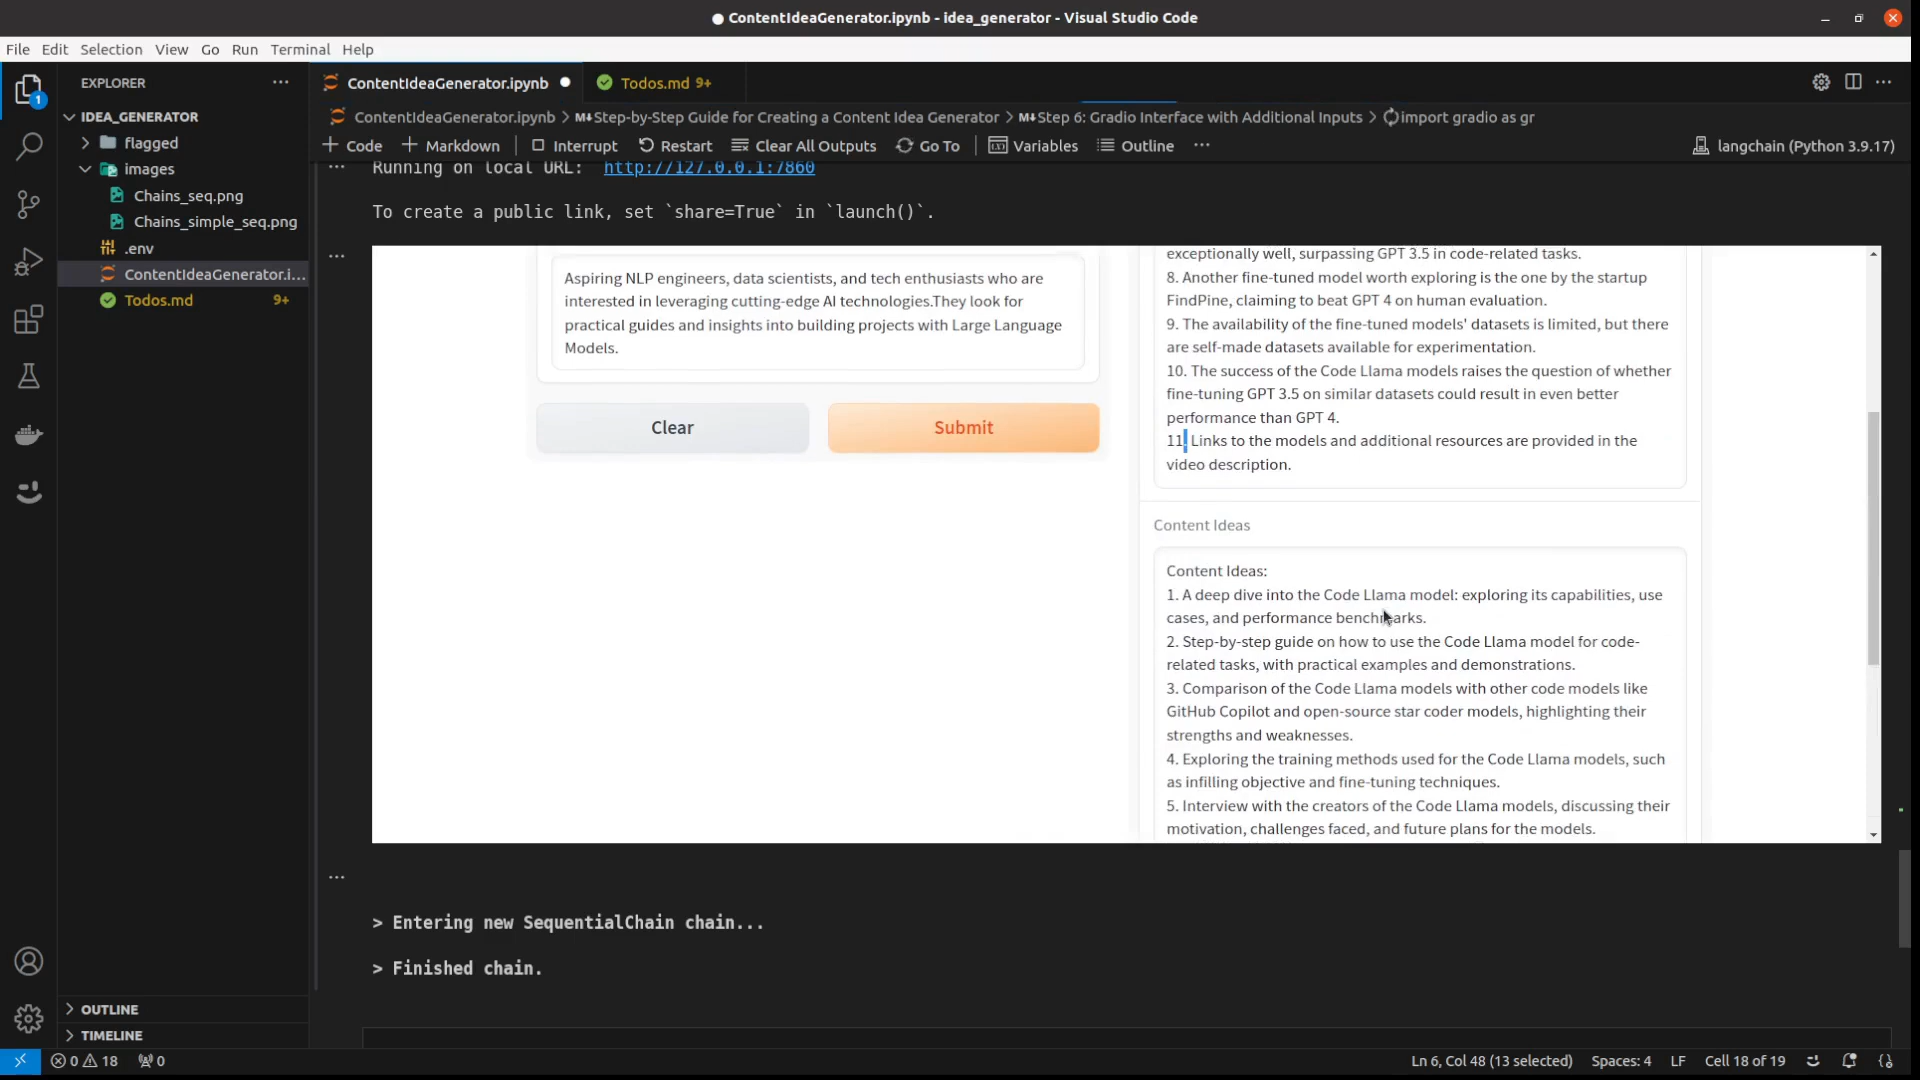 ContentIdeaGenerator.ipynb - idea_generator - Visual Studio Code
File Edit Selection View Go Run Terminal Help
EXPLORER
IDEA_GENERATOR
flagged
images
Chains_seq.png
Chains_simple_seq.png
.env
ContentIdeaGenerator.i...
Todos.md 9+
OUTLINE
TIMELINE
1
ContentIdeaGenerator.ipynb
Todos.md 9+
ContentIdeaGenerator.ipynb > M↓Step-by-Step Guide for Creating a Content Idea Generator > M↓Step 6: Gradio Interface with Additional Inputs > import gradio as gr
+ Code + Markdown Interrupt Restart Clear All Outputs Go To Variables Outline ... langchain (Python 3.9.17)
Running on local URL: http://127.0.0.1:7860
To create a public link, set `share=True` in `launch()`.
Aspiring NLP engineers, data scientists, and tech enthusiasts who are
interested in leveraging cutting-edge AI technologies.They look for
practical guides and insights into building projects with Large Language
Models.
Clear
Submit
exceptionally well, surpassing GPT 3.5 in code-related tasks.
8. Another fine-tuned model worth exploring is the one by the startup
FindPine, claiming to beat GPT 4 on human evaluation.
9. The availability of the fine-tuned models' datasets is limited, but there
are self-made datasets available for experimentation.
10. The success of the Code Llama models raises the question of whether
fine-tuning GPT 3.5 on similar datasets could result in even better
performance than GPT 4.
11. Links to the models and additional resources are provided in the
video description.
Content Ideas
Content Ideas:
1. A deep dive into the Code Llama model: exploring its capabilities, use
cases, and performance benchmarks.
2. Step-by-step guide on how to use the Code Llama model for code-
related tasks, with practical examples and demonstrations.
3. Comparison of the Code Llama models with other code models like
GitHub Copilot and open-source star coder models, highlighting their
strengths and weaknesses.
4. Exploring the training methods used for the Code Llama models, such
as infilling objective and fine-tuning techniques.
5. Interview with the creators of the Code Llama models, discussing their
motivation, challenges faced, and future plans for the models.
> Entering new SequentialChain chain...
> Finished chain.
0 18 0
Ln 6, Col 48 (13 selected) Spaces: 4 LF Cell 18 of 19